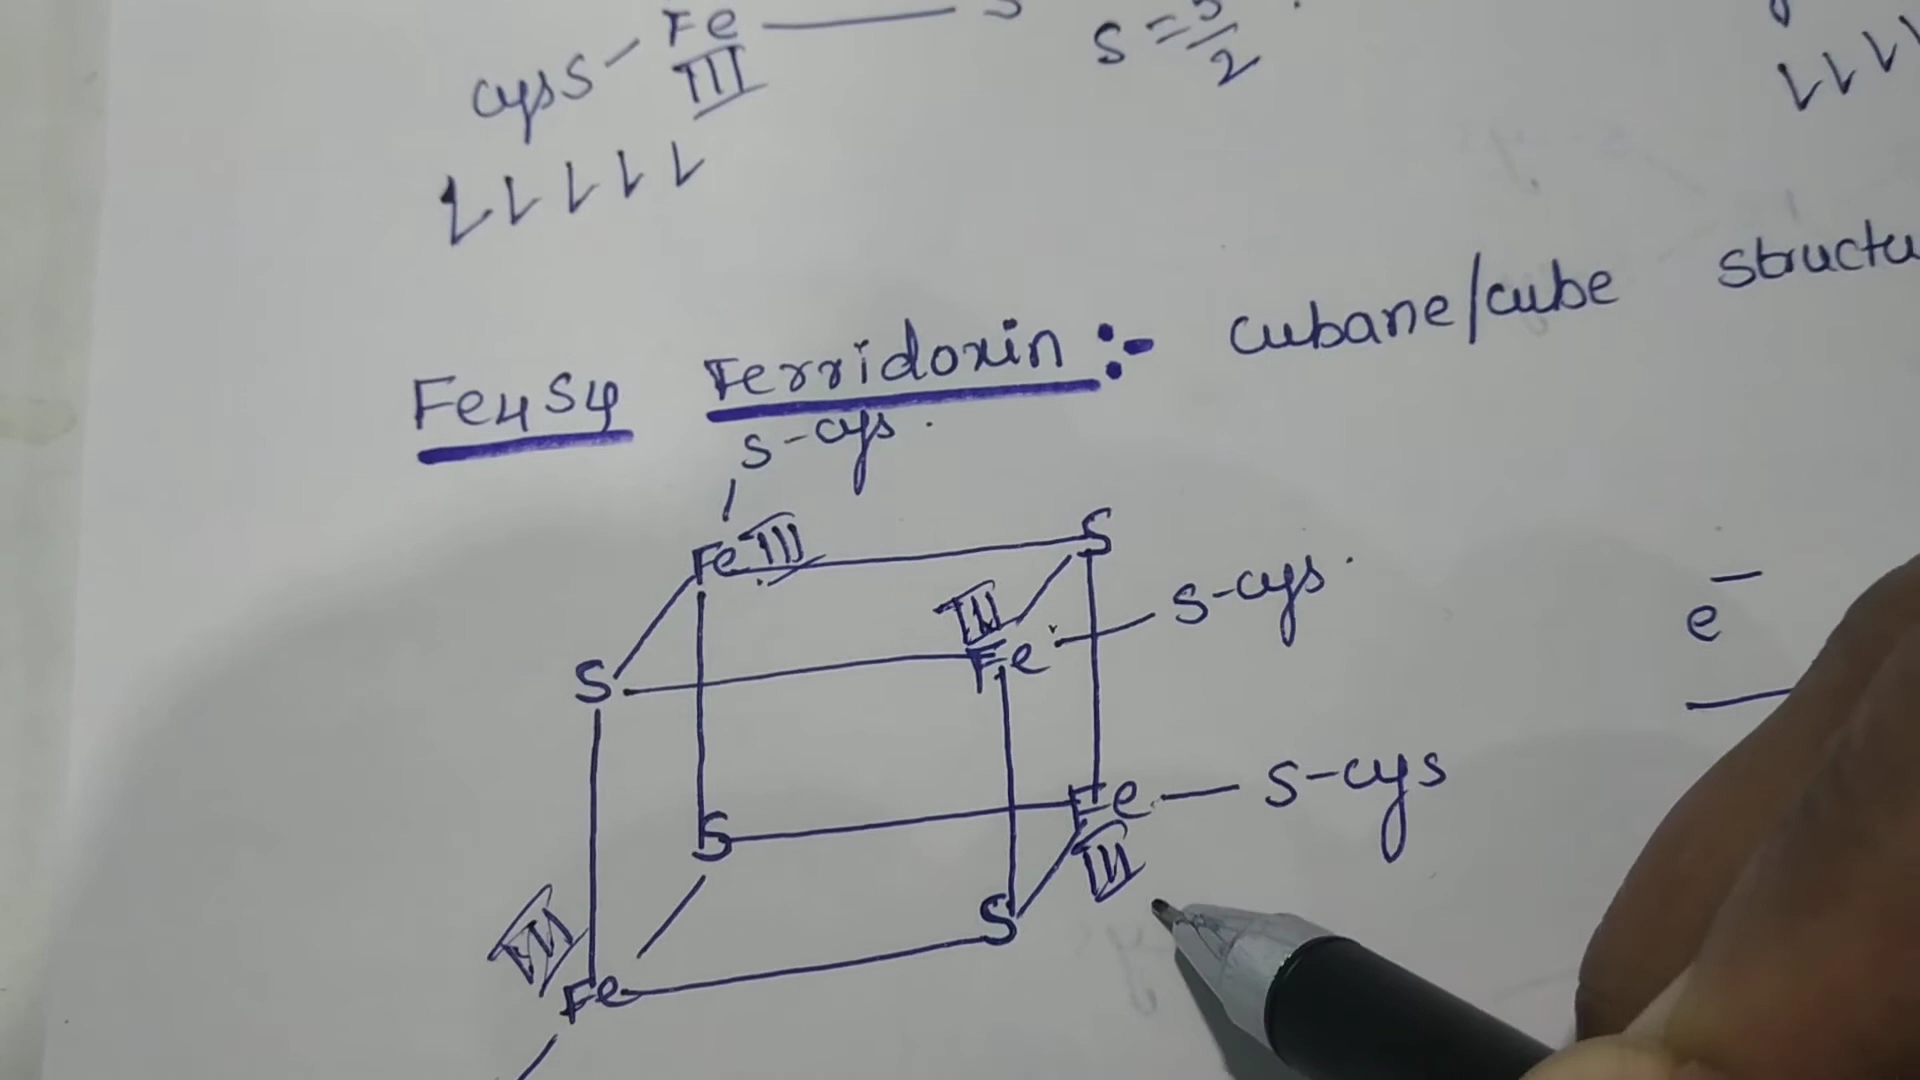 Fe — S
cysS III S = 5/2
Fe4S4 Ferridoxin :- cubane/cube structu
S-cys
Fe III S
III S-cys
S Fe
e⁻
S Fe S-cys
III
S
III
Fe